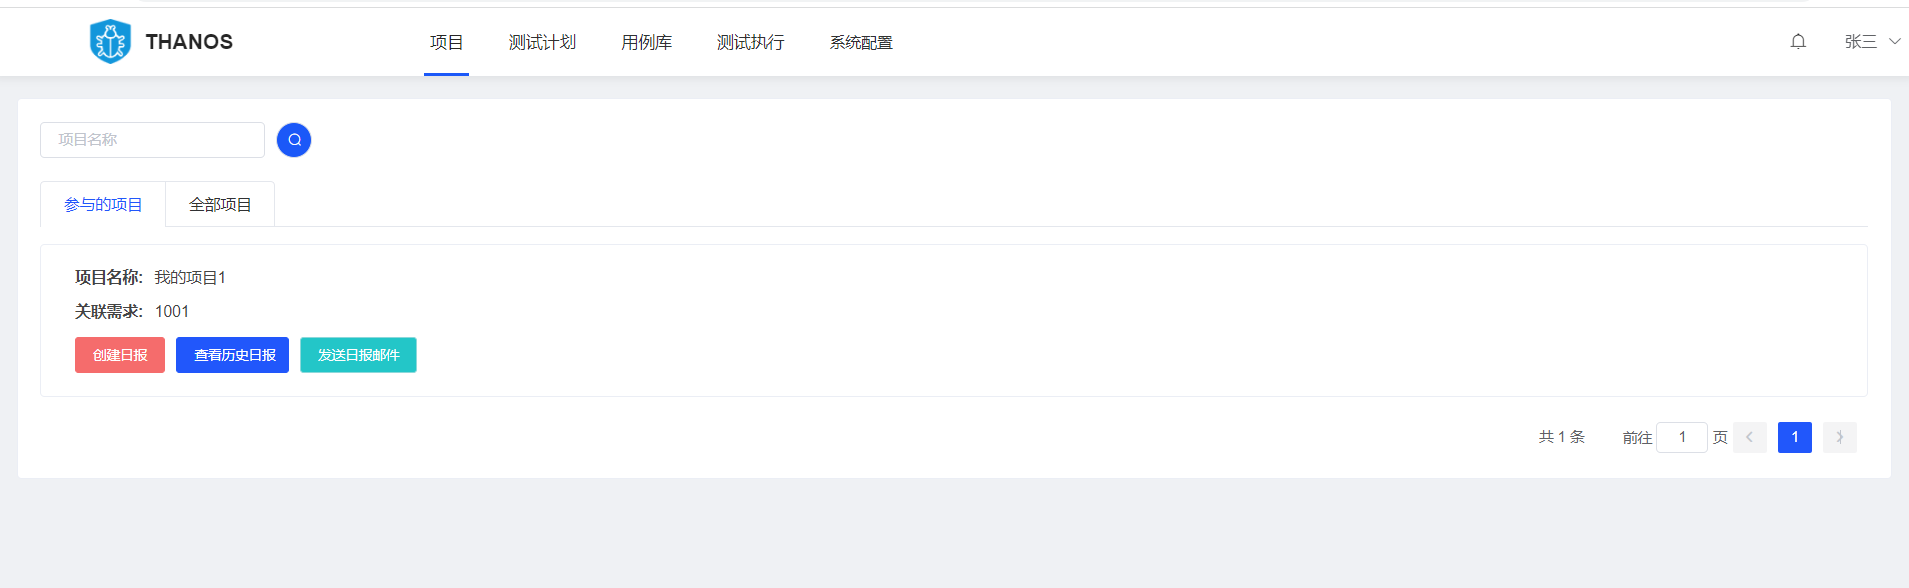 THANOS 项目 测试计划 用例库 测试执行 系统配置 张三
项目名称
参与的项目 全部项目
项目名称: 我的项目1
关联需求: 1001
创建日报 查看历史日报 发送日报邮件
共 1 条 前往 1 页 1